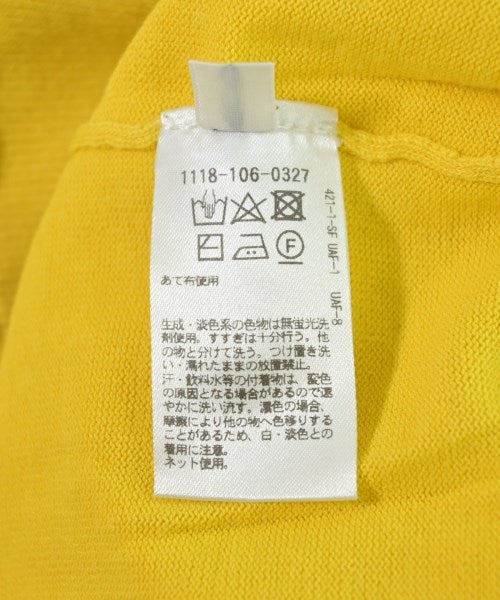 1118-106-0327
F
あて布使用
生成・淡色系の色物は無蛍光洗
剤使用。すすぎは十分行う。他
の物と分けて洗う。つけ置き洗
い・濡れたままの放置禁止。
汗・飲料水等の付着物は、変色
の原因となる場合があるので速
やかに洗い流す。濃色の場合、
摩擦により他の物へ色移りする
ことがあるため、白・淡色との
着用に注意。
ネット使用。
421-1-SF UAF-1 UAF-8